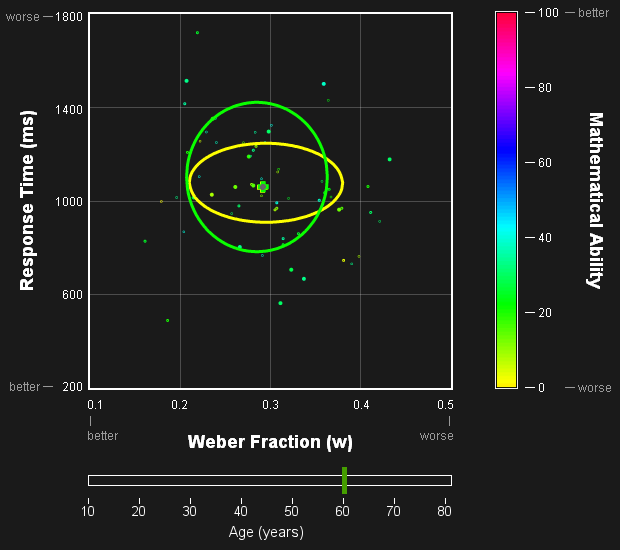 worse
1800
1400
1000
600
200
better
Response Time (ms)
0.1 0.2 0.3 0.4 0.5
better
worse
Weber Fraction (w)
10 20 30 40 50 60 70 80
Age (years)
100
better
80
60
40
20
0
worse
Mathematical Ability